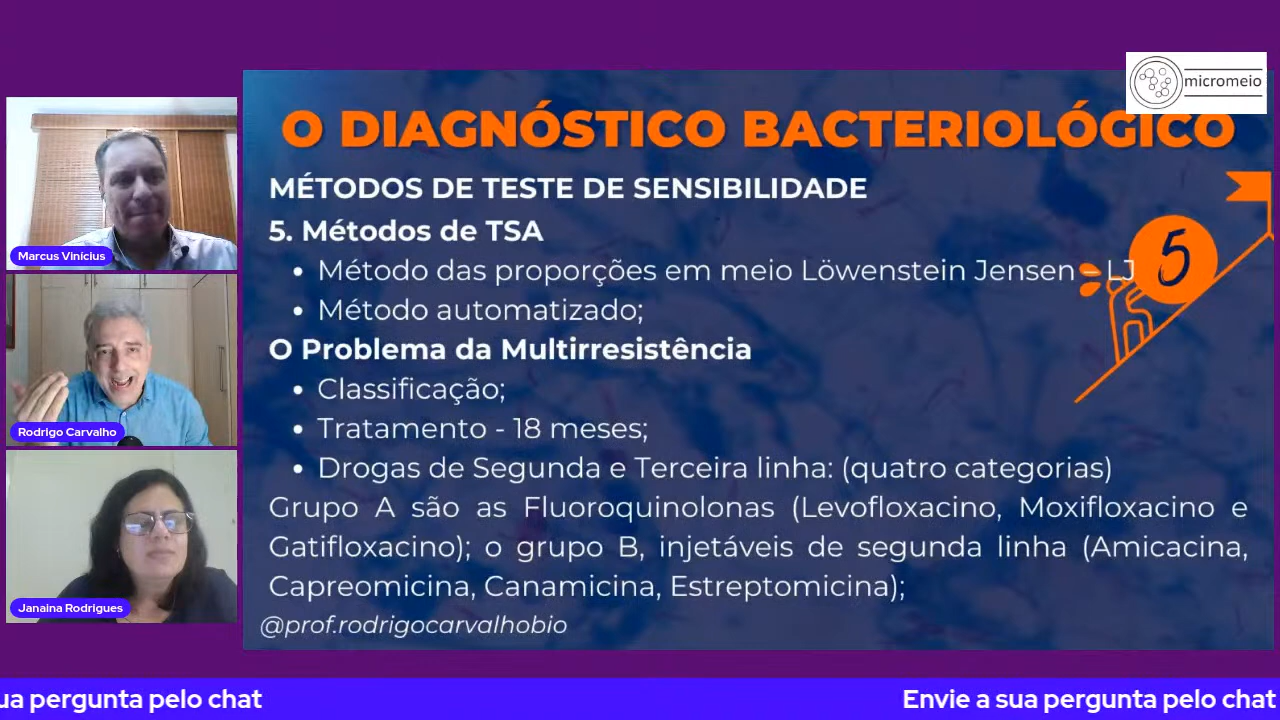 micromeio
O DIAGNÓSTICO BACTERIOLÓGICO
MÉTODOS DE TESTE DE SENSIBILIDADE
5. Métodos de TSA
• Método das proporções em meio Löwenstein Jensen - LJ
5
• Método automatizado;
O Problema da Multirresistência
• Classificação;
• Tratamento - 18 meses;
• Drogas de Segunda e Terceira linha: (quatro categorias)
Grupo A são as Fluoroquinolonas (Levofloxacino, Moxifloxacino e
Gatifloxacino); o grupo B, injetáveis de segunda linha (Amicacina,
Capreomicina, Canamicina, Estreptomicina);
@prof.rodrigocarvalhobio
Marcus Vinícius
Rodrigo Carvalho
Janaina Rodrigues
ua pergunta pelo chat
Envie a sua pergunta pelo chat